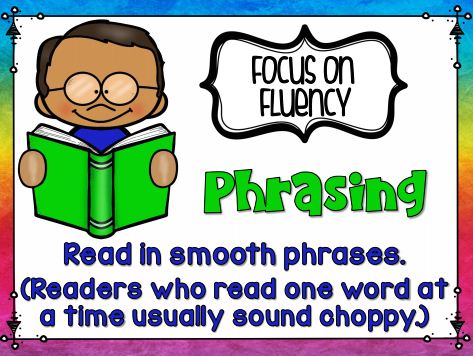 FOCUS ON
FLUENCY
Phrasing
Read in smooth phrases.
(Readers who read one word at
a time usually sound choppy.)